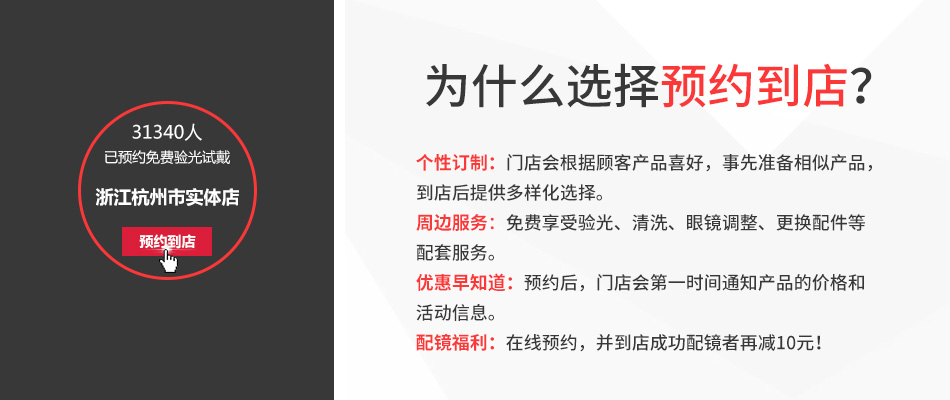 31340人
已预约免费验光试戴
浙江杭州市实体店
预约到店
为什么选择预约到店？
个性订制：门店会根据顾客产品喜好，事先准备相似产品，
到店后提供多样化选择。
周边服务：免费享受验光、清洗、眼镜调整、更换配件等
配套服务。
优惠早知道：预约后，门店会第一时间通知产品的价格和
活动信息。
配镜福利：在线预约，并到店成功配镜者再减10元！